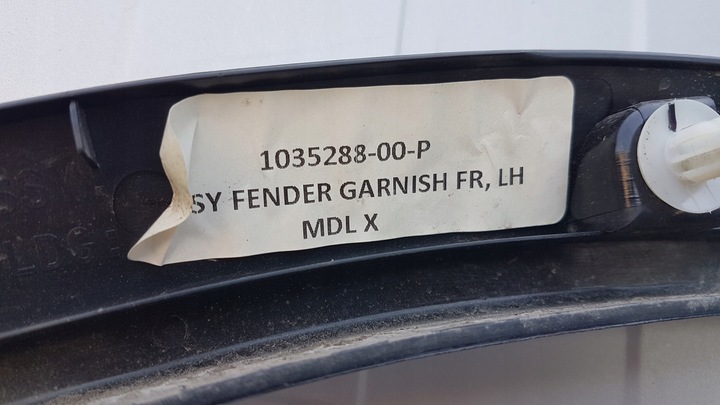 1035288-00-P
SY FENDER GARNISH FR, LH
MDL X